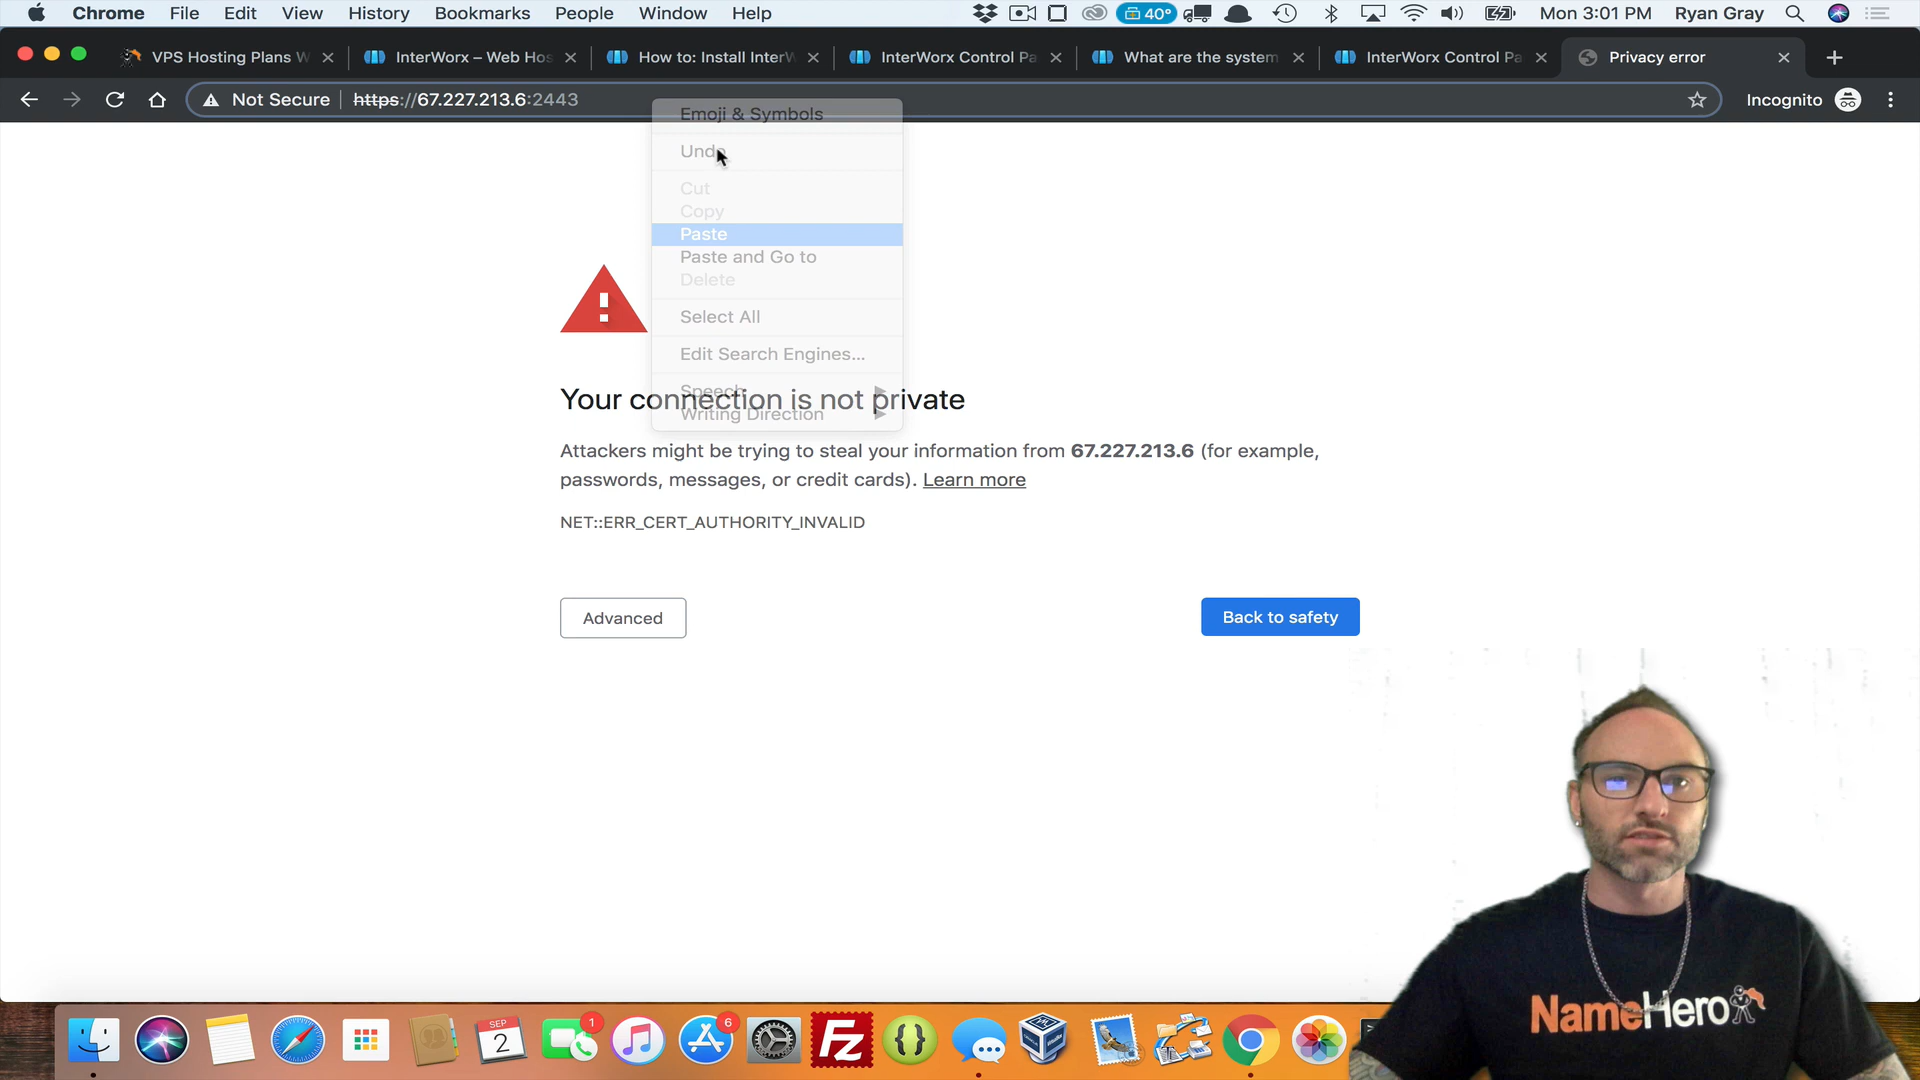 Chrome File Edit View History Bookmarks People Window Help 40° Mon 3:01 PM Ryan Gray
VPS Hosting Plans W InterWorx – Web Hos How to: Install InterW InterWorx Control Pa What are the system InterWorx Control Pa Privacy error
Not Secure https://67.227.213.6:2443 Incognito
Emoji & Symbols
Undo
Cut
Copy
Paste
Paste and Go to
Delete
Select All
Edit Search Engines...
Speech
Writing Direction
Your connection is not private
Attackers might be trying to steal your information from 67.227.213.6 (for example,
passwords, messages, or credit cards). Learn more
NET::ERR_CERT_AUTHORITY_INVALID
Advanced Back to safety
NameHero
SEP
2
1
6
Fz
{}